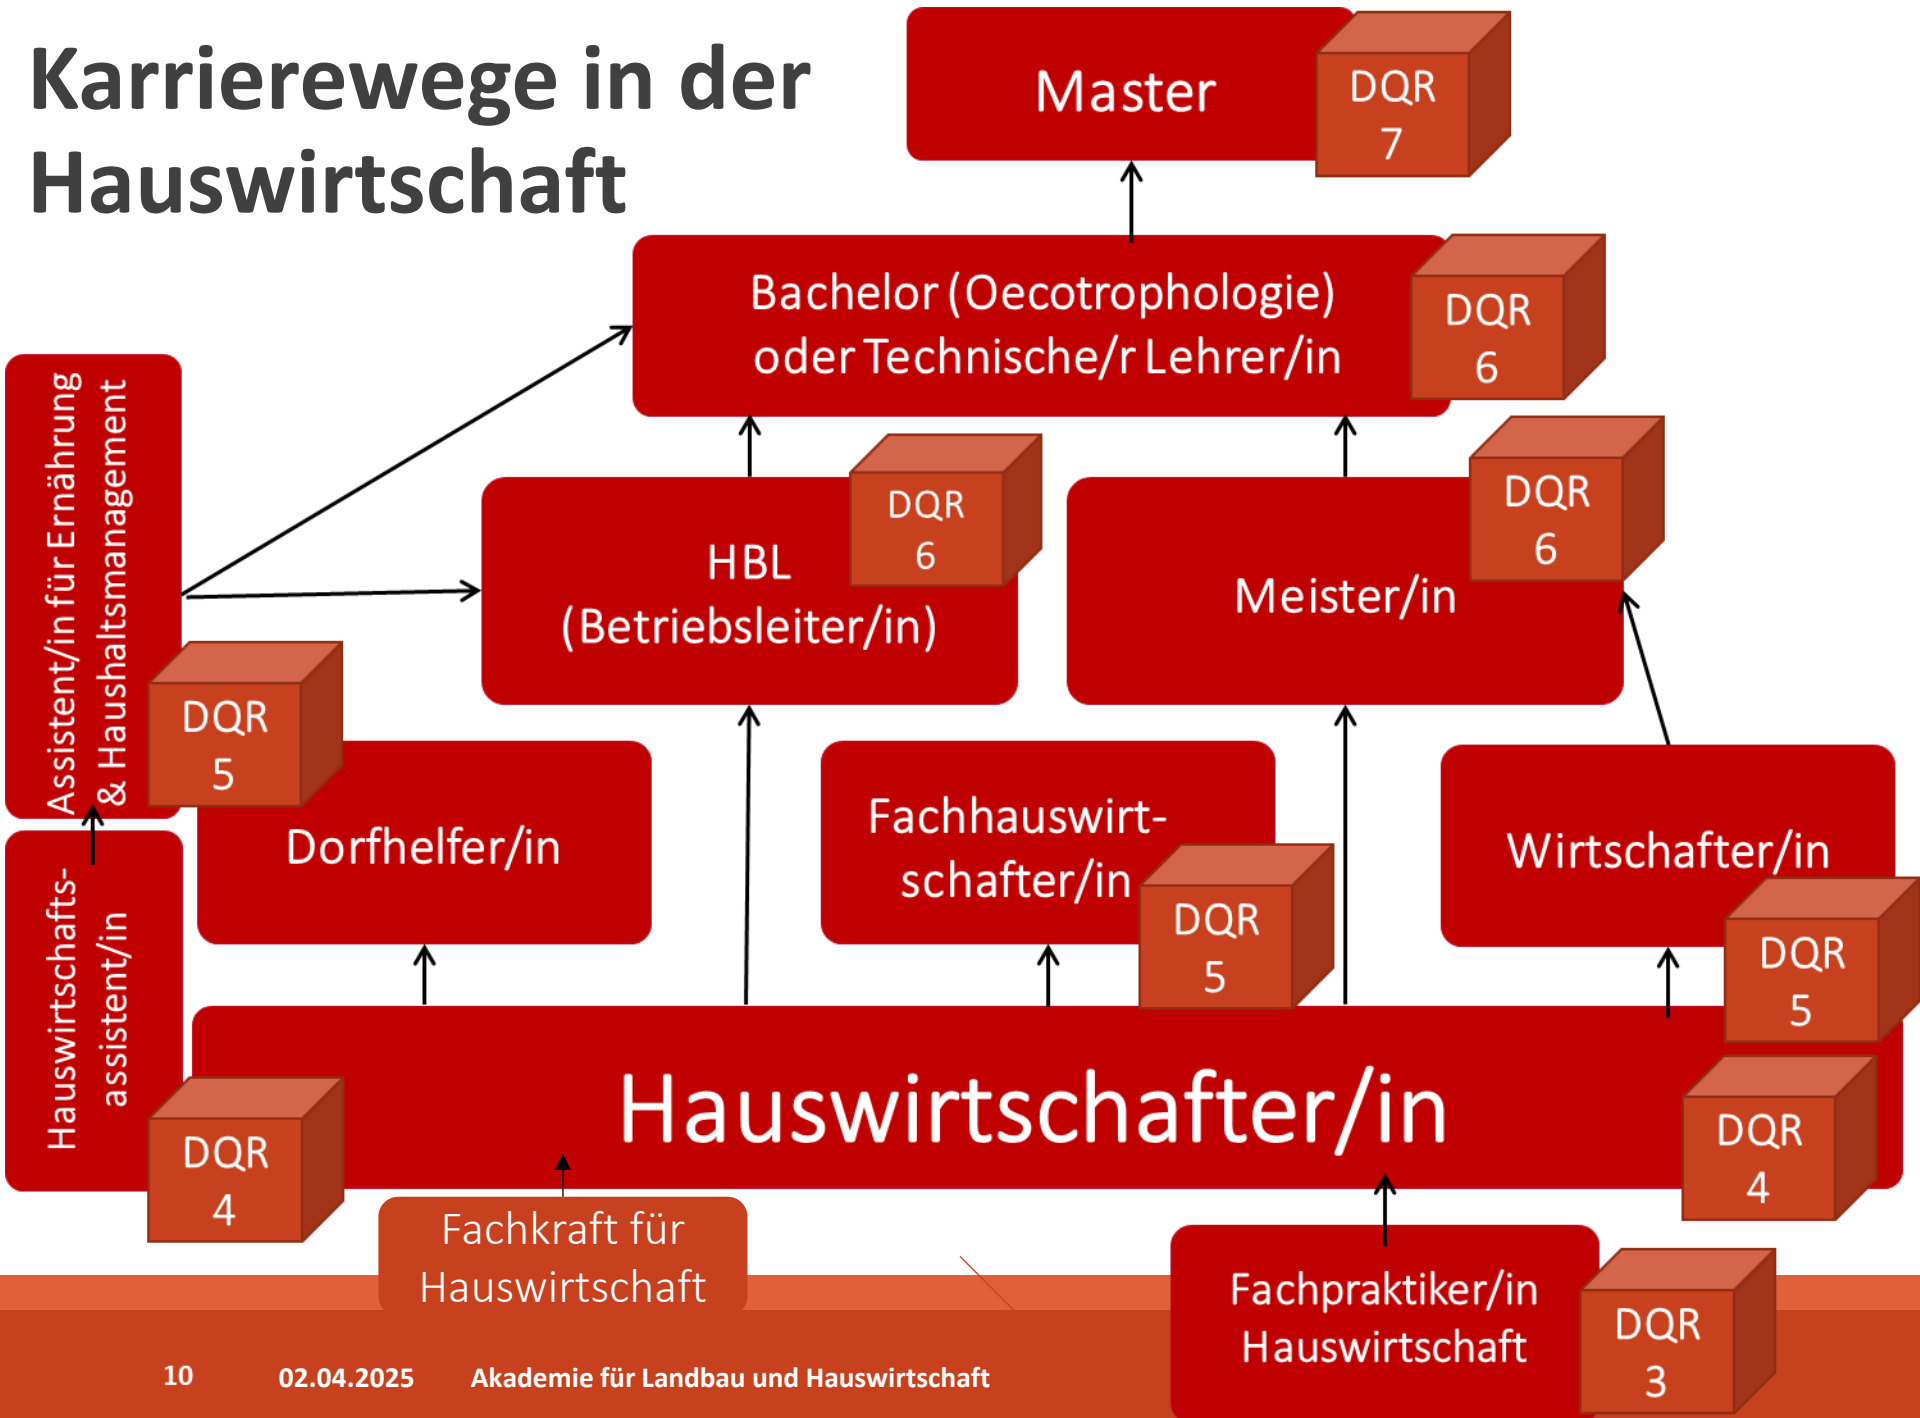 Karrierewege in der
Hauswirtschaft
Master
DQR
7
Bachelor (Oecotrophologie)
oder Technische/r Lehrer/in
DQR
6
Assistent/in für Ernährung
& Haushaltsmanagement
DQR
5
HBL
(Betriebsleiter/in)
DQR
6
Meister/in
DQR
6
Dorfhelfer/in
Fachhauswirt-
schafter/in
DQR
5
Wirtschafter/in
DQR
5
Hauswirtschafts-
assistent/in
DQR
4
Hauswirtschafter/in
DQR
4
Fachkraft für
Hauswirtschaft
Fachpraktiker/in
Hauswirtschaft
DQR
3
10 02.04.2025 Akademie für Landbau und Hauswirtschaft